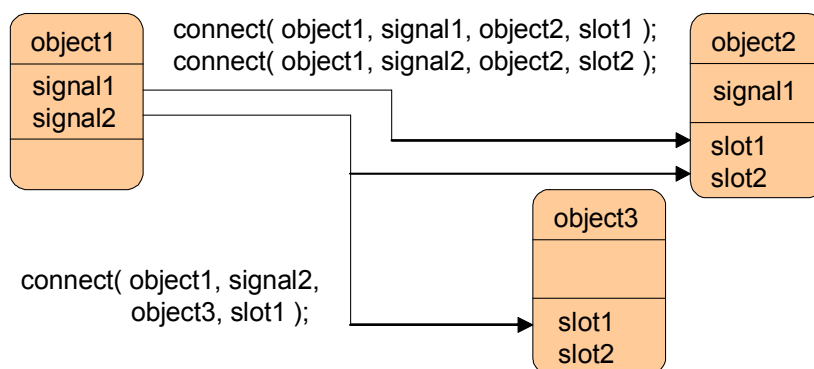 object1
signal1
signal2
connect( object1, signal1, object2, slot1 );
connect( object1, signal2, object2, slot2 );
object2
signal1
slot1
slot2
object3
slot1
slot2
connect( object1, signal2,
object3, slot1 );